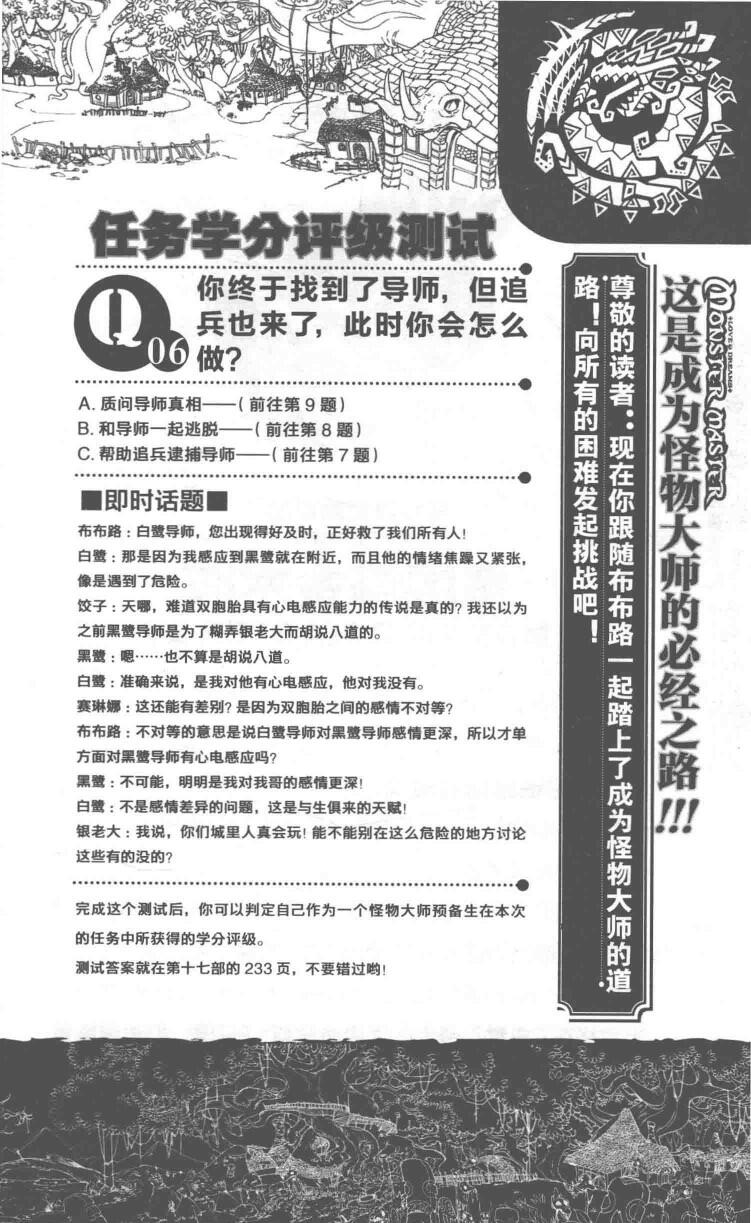 任务学分评级测试
Q06
你终于找到了导师，但追
兵也来了，此时你会怎么
做？
A. 质问导师真相——（前往第 9 题）
B. 和导师一起逃脱——（前往第 8 题）
C. 帮助追兵逮捕导师——（前往第 7 题）
■即时话题■
布布路：白鹭导师，您出现得好及时，正好救了我们所有人！
白鹭：那是因为我感应到黑鹭就在附近，而且他的情绪焦躁又紧张，
像是遇到了危险。
饺子：天哪，难道双胞胎具有心电感应能力的传说是真的？我还以为
之前黑鹭导师是为了糊弄银老大而胡说八道的。
黑鹭：嗯……也不算是胡说八道。
白鹭：准确来说，是我对他有心电感应，他对我没有。
赛琳娜：这还能有差别？是因为双胞胎之间的感情不对等？
布布路：不对等的意思是说白鹭导师对黑鹭导师感情更深，所以才单
方面对黑鹭导师有心电感应吗？
黑鹭：不可能，明明是我对我哥的感情更深！
白鹭：不是感情差异的问题，这是与生俱来的天赋！
银老大：我说，你们城里人真会玩！能不能别在这么危险的地方讨论
这些有的没的？
完成这个测试后，你可以判定自己作为一个怪物大师预备生在本次
的任务中所获得的学分评级。
测试答案就在第十七部的 233 页，不要错过哟！
MONSTER MASTER
+LOVE & DREAMS+
这是成为怪物大师的必经之路!!!
尊敬的读者：现在你跟随布布路一起踏上了成为怪物大师的道
路！向所有的困难发起挑战吧！